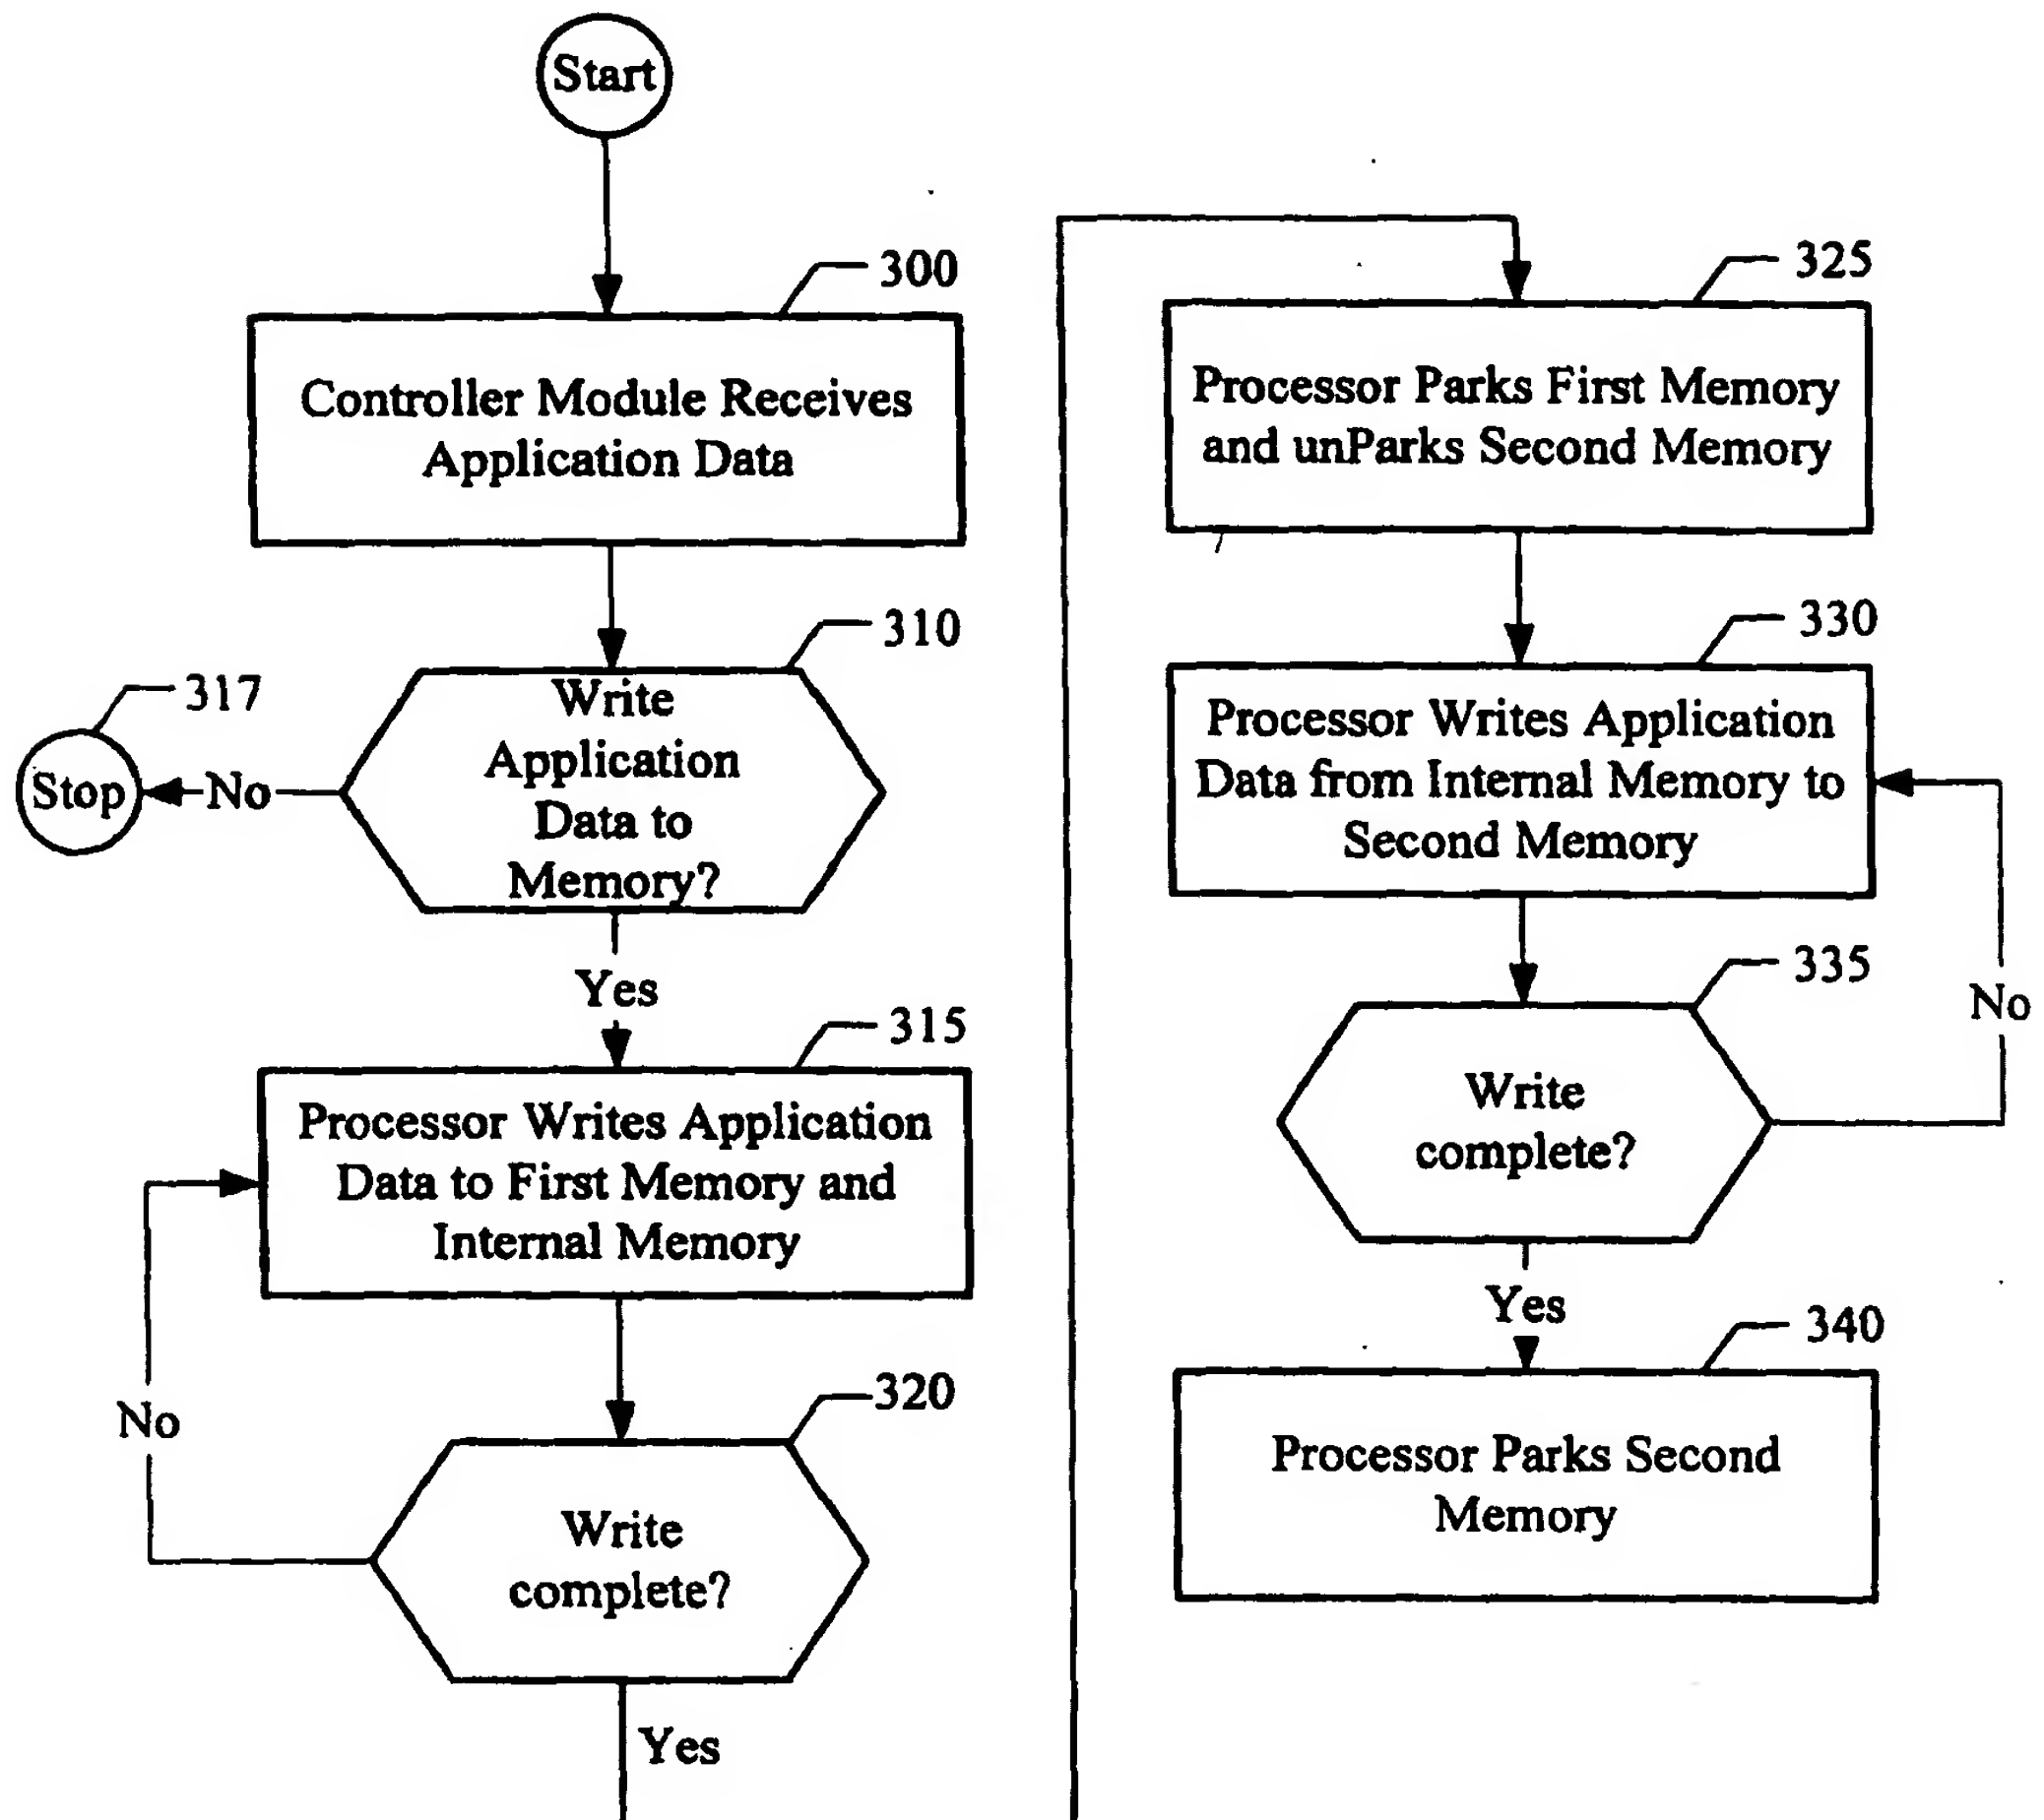 Start
300
Controller Module Receives
Application Data
310
Write
Application
Data to
Memory?
317
Stop
No
Yes
315
Processor Writes Application
Data to First Memory and
Internal Memory
No
320
Write
complete?
Yes
325
Processor Parks First Memory
and unParks Second Memory
330
Processor Writes Application
Data from Internal Memory to
Second Memory
335
No
Write
complete?
Yes
340
Processor Parks Second
Memory